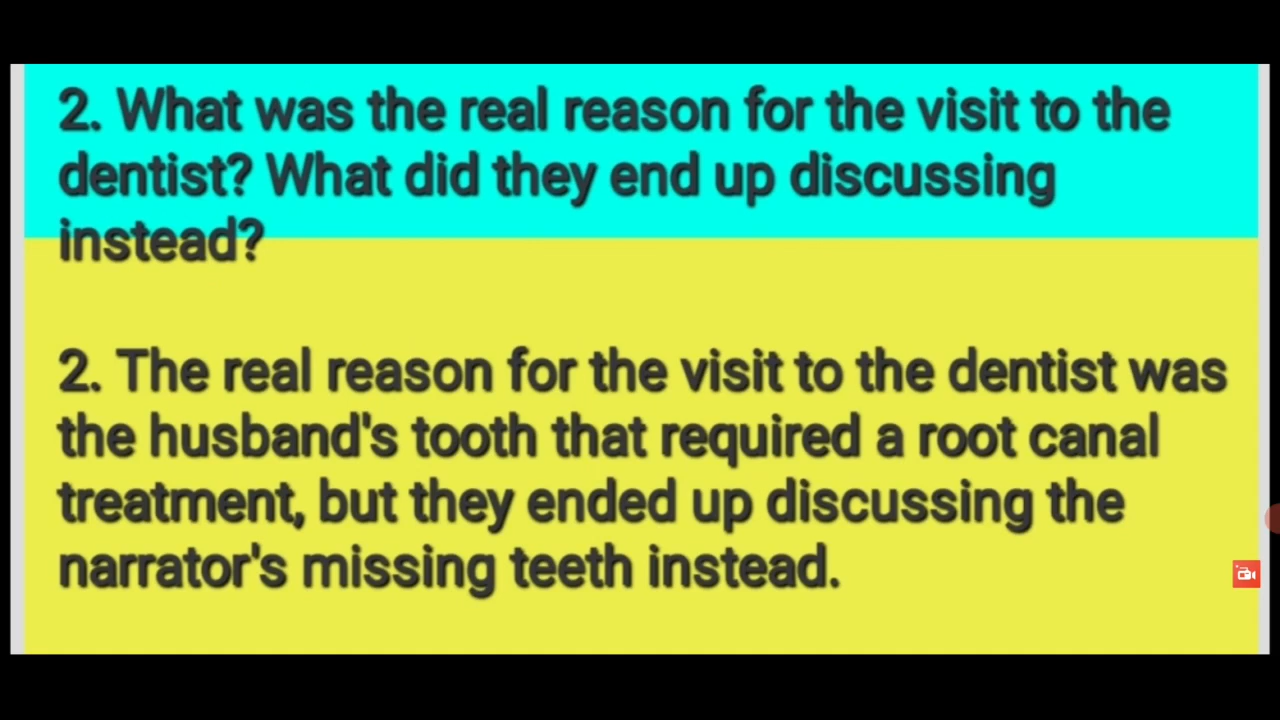 2. What was the real reason for the visit to the
dentist? What did they end up discussing
instead?
2. The real reason for the visit to the dentist was
the husband's tooth that required a root canal
treatment, but they ended up discussing the
narrator's missing teeth instead.